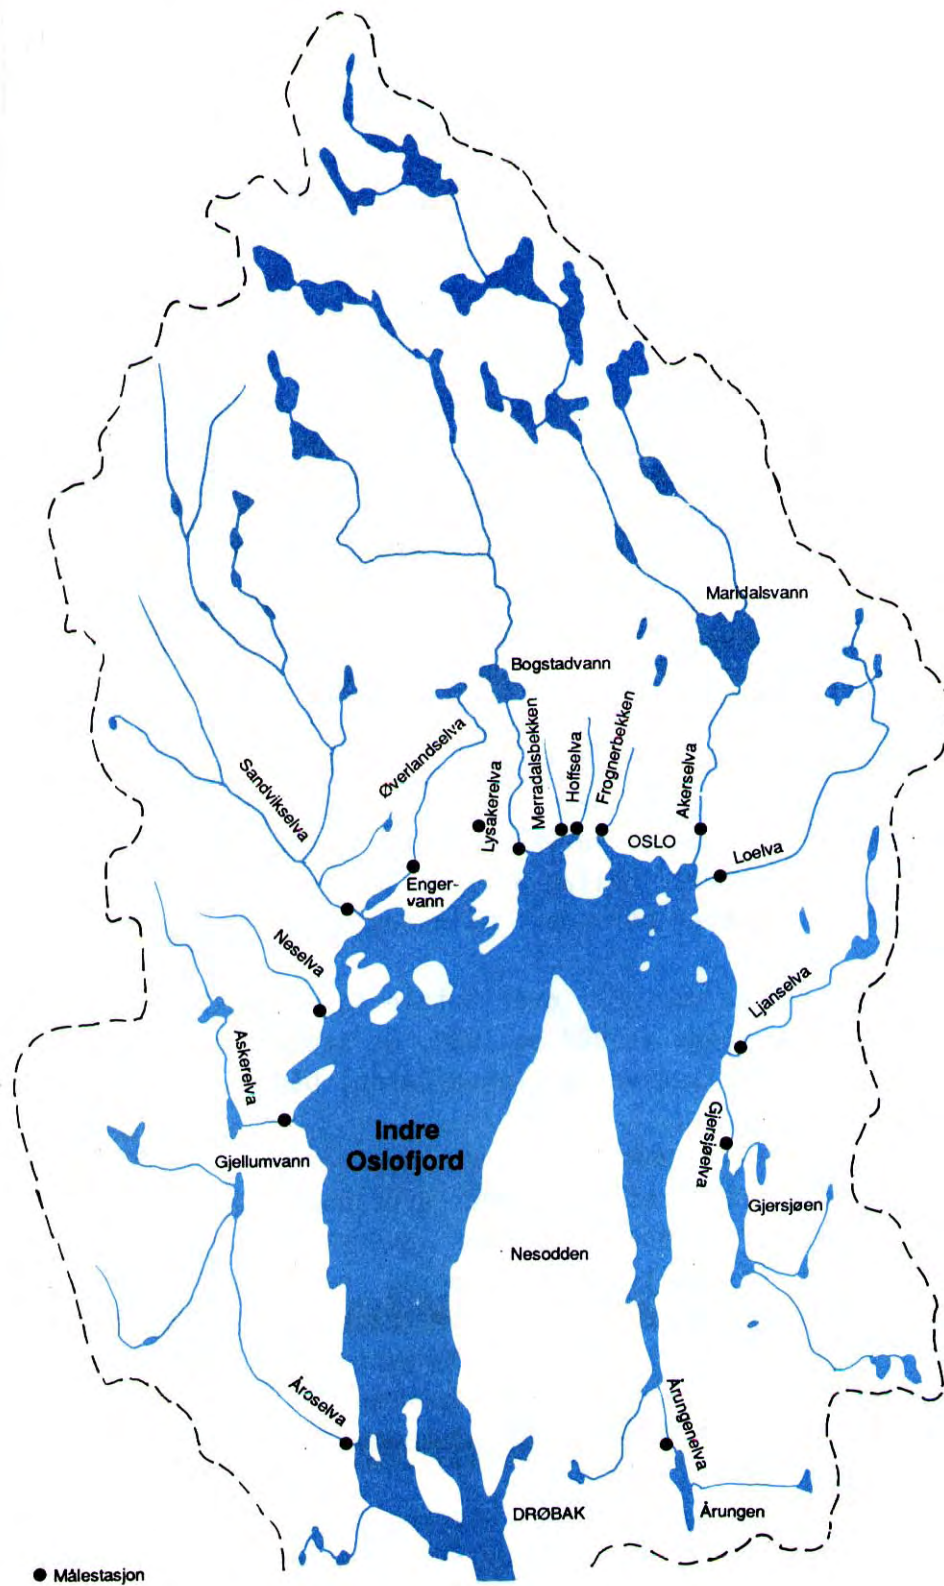 Maridalsvann
Bogstadvann
Merradalsbekken
Hoffselva
Frognerbekken
Øverlandselva
Sandvikselva
Lysakerelva
Akerselva
OSLO
Loelva
Enger-
vann
Neselva
Ljanselva
Askerelva
Indre
Oslofjord
Gjersjøelva
Gjellumvann
Gjersjøen
Nesodden
Åroselva
Årungenelva
DRØBAK
Årungen
Målestasjon